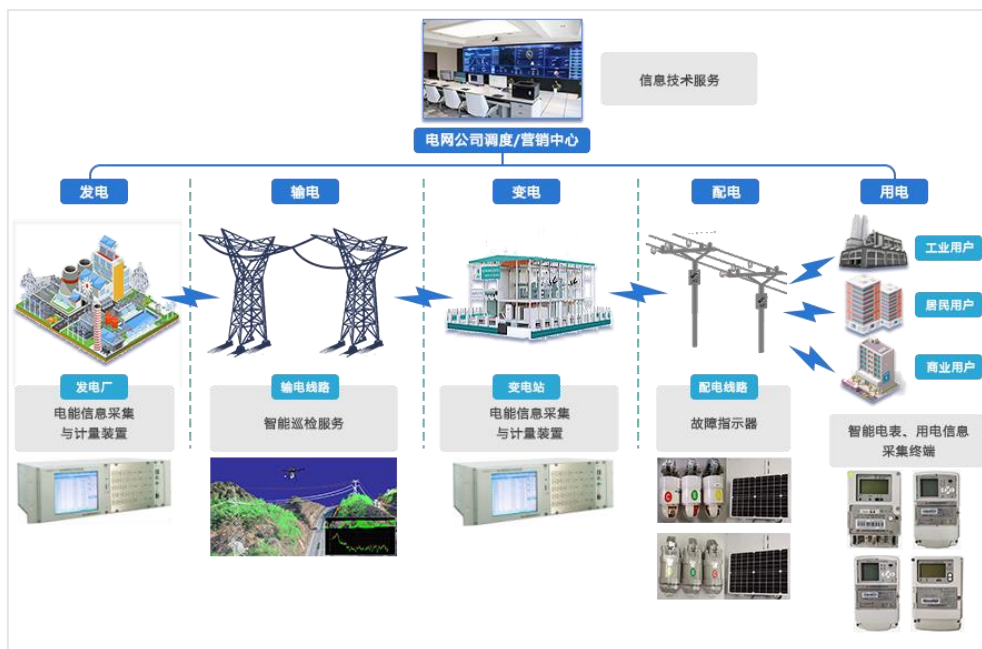 信息技术服务
电网公司调度/营销中心
发电
输电
变电
配电
用电
工业用户
居民用户
商业用户
发电厂
输电线路
变电站
配电线路
电能信息采集
与计量装置
智能巡检服务
电能信息采集
与计量装置
故障指示器
智能电表、用电信息
采集终端